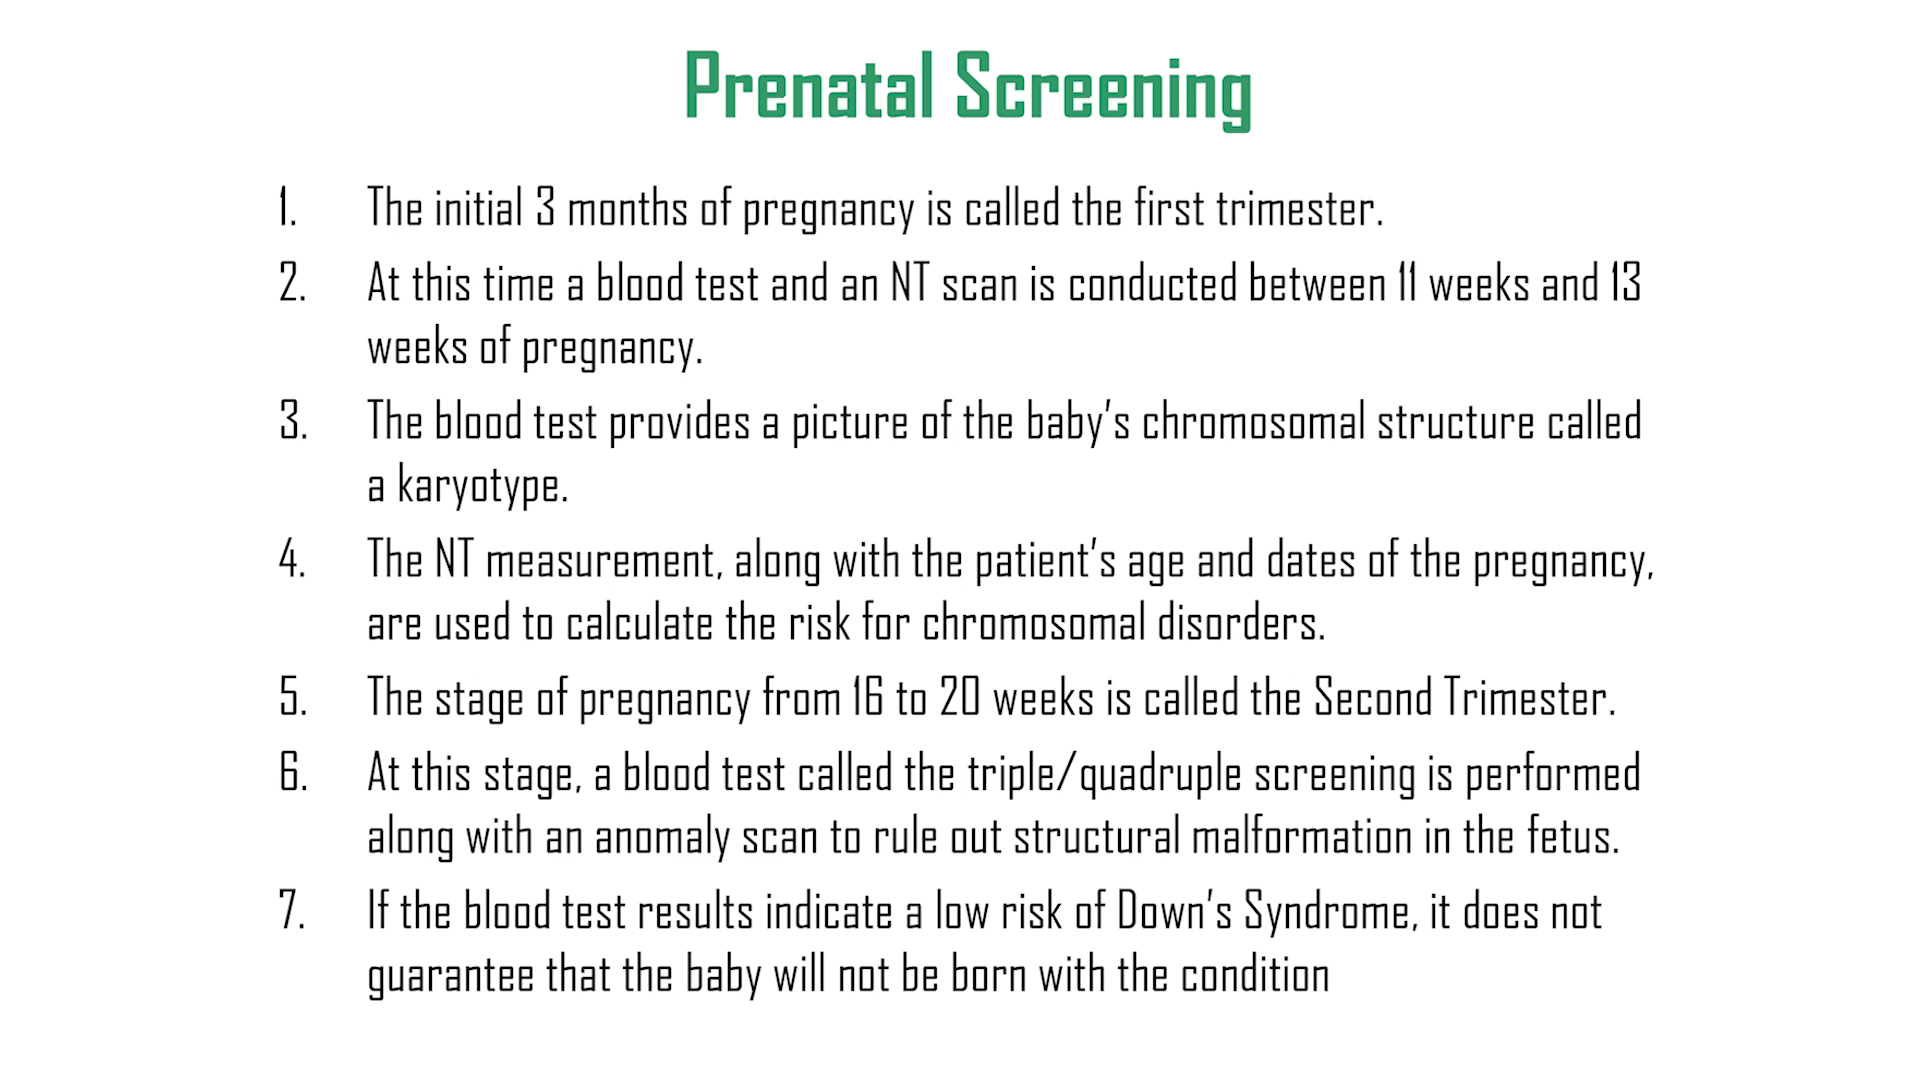 Prenatal Screening
1. The initial 3 months of pregnancy is called the first trimester.
2. At this time a blood test and an NT scan is conducted between 11 weeks and 13
weeks of pregnancy.
3. The blood test provides a picture of the baby's chromosomal structure called
a karyotype.
4. The NT measurement, along with the patient's age and dates of the pregnancy,
are used to calculate the risk for chromosomal disorders.
5. The stage of pregnancy from 16 to 20 weeks is called the Second Trimester.
6. At this stage, a blood test called the triple/quadruple screening is performed
along with an anomaly scan to rule out structural malformation in the fetus.
7. If the blood test results indicate a low risk of Down's Syndrome, it does not
guarantee that the baby will not be born with the condition